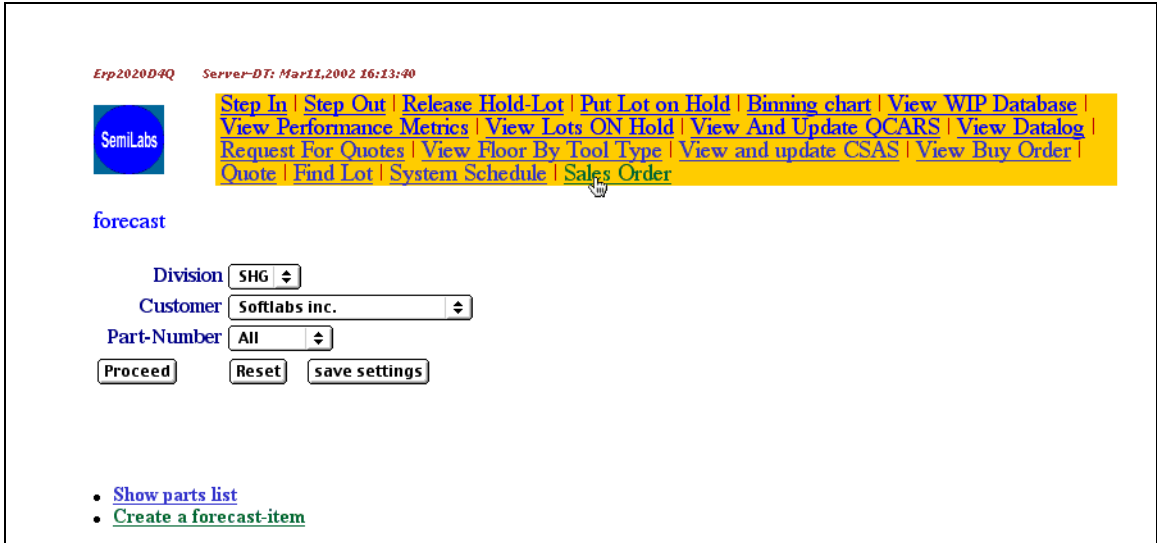 Erp2020D4Q Server-DT: Mar11,2002 16:13:40
SemiLabs
Step In | Step Out | Release Hold-Lot | Put Lot on Hold | Binning chart | View WIP Database |
View Performance Metrics | View Lots ON Hold | View And Update QCARS | View Datalog |
Request For Quotes | View Floor By Tool Type | View and update CSAS | View Buy Order |
Quote | Find Lot | System Schedule | Sales Order
forecast
Division SHG
Customer Softlabs inc.
Part-Number All
Proceed Reset save settings
• Show parts list
• Create a forecast-item